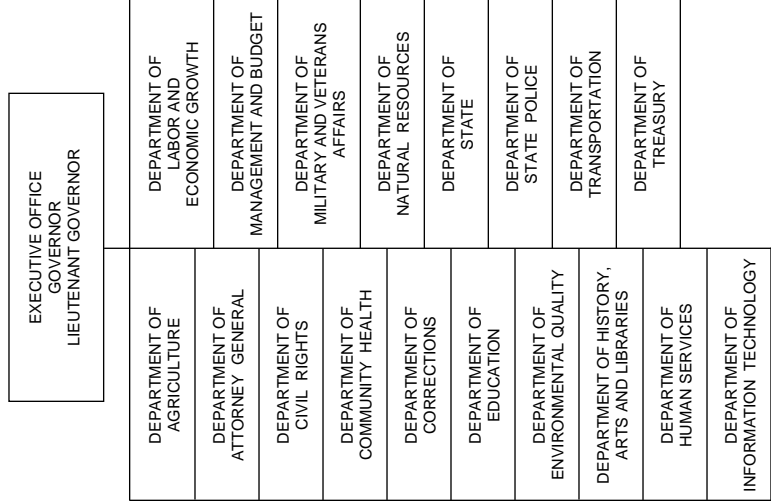 EXECUTIVE OFFICE
GOVERNOR
LIEUTENANT GOVERNOR
DEPARTMENT OF
AGRICULTURE
DEPARTMENT OF
ATTORNEY GENERAL
DEPARTMENT OF
CIVIL RIGHTS
DEPARTMENT OF
COMMUNITY HEALTH
DEPARTMENT OF
CORRECTIONS
DEPARTMENT OF
EDUCATION
DEPARTMENT OF
ENVIRONMENTAL QUALITY
DEPARTMENT OF HISTORY,
ARTS AND LIBRARIES
DEPARTMENT OF
HUMAN SERVICES
DEPARTMENT OF
INFORMATION TECHNOLOGY
DEPARTMENT OF
LABOR AND
ECONOMIC GROWTH
DEPARTMENT OF
MANAGEMENT AND BUDGET
DEPARTMENT OF
MILITARY AND VETERANS
AFFAIRS
DEPARTMENT OF
NATURAL RESOURCES
DEPARTMENT OF
STATE
DEPARTMENT OF
STATE POLICE
DEPARTMENT OF
TRANSPORTATION
DEPARTMENT OF
TREASURY